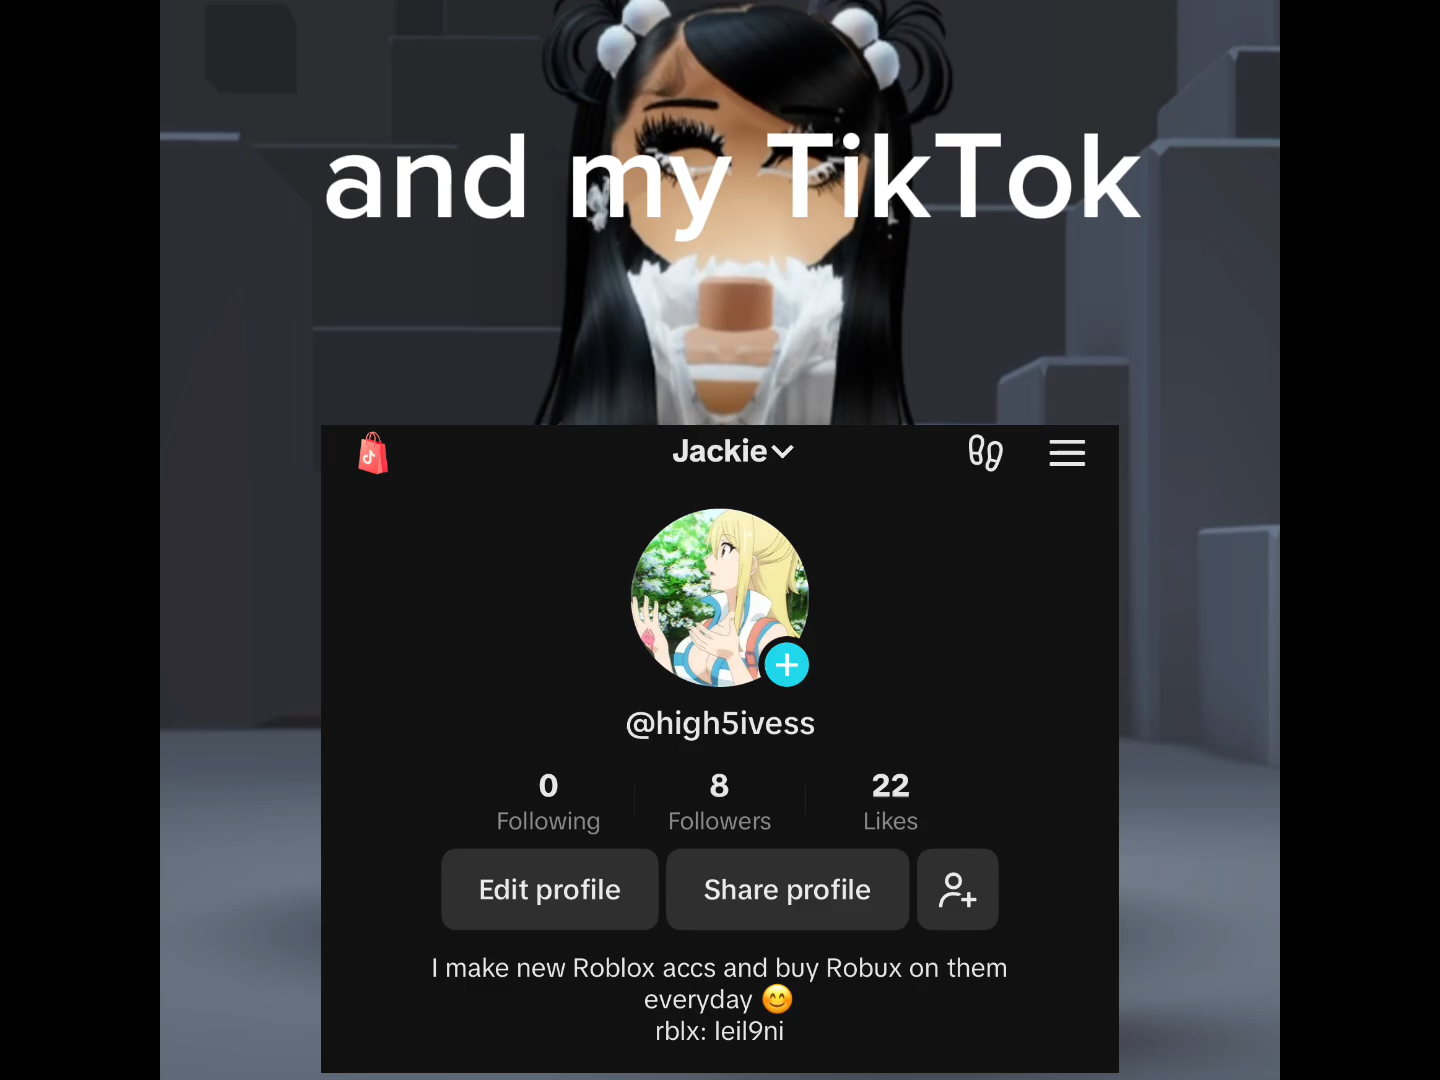 and my TikTok
Jackie
@high5ivess
0 8 22
Following Followers Likes
Edit profile Share profile
I make new Roblox accs and buy Robux on them
everyday 😊
rblx: leil9ni